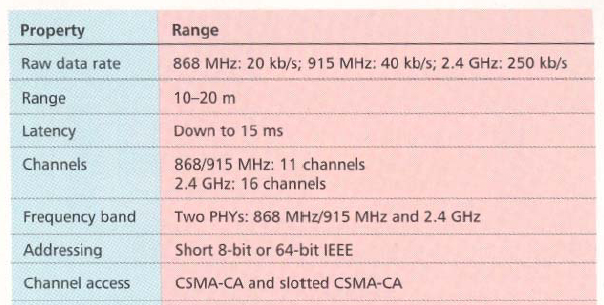 Property Range
Raw data rate 868 MHz: 20 kb/s; 915 MHz: 40 kb/s; 2.4 GHz: 250 kb/s
Range 10–20 m
Latency Down to 15 ms
Channels 868/915 MHz: 11 channels
2.4 GHz: 16 channels
Frequency band Two PHYs: 868 MHz/915 MHz and 2.4 GHz
Addressing Short 8-bit or 64-bit IEEE
Channel access CSMA-CA and slotted CSMA-CA